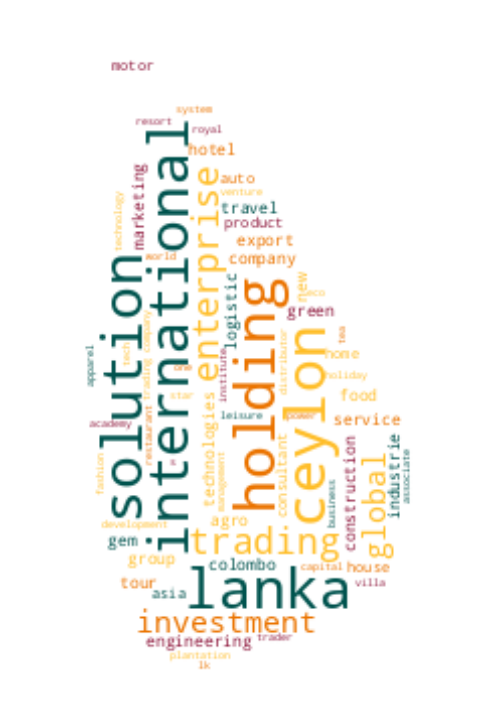 motor
system
resort
royal
hotel
marketing
auto
venture
technology
international
enterprise
travel
product
export
world
company
solution
logistic
holding
new
eco
green
company
tech
apparel
institute
distributor
ceylon
tea
home
one
holiday
trading
star
food
restaurant
technologies
leisure
power
service
academy
consultant
construction
global
industrie
associate
fashion
management
business
development
agro
trading
gem
group
colombo
capital
house
tour
asia
lanka
villa
investment
engineering
trader
plantation
lk